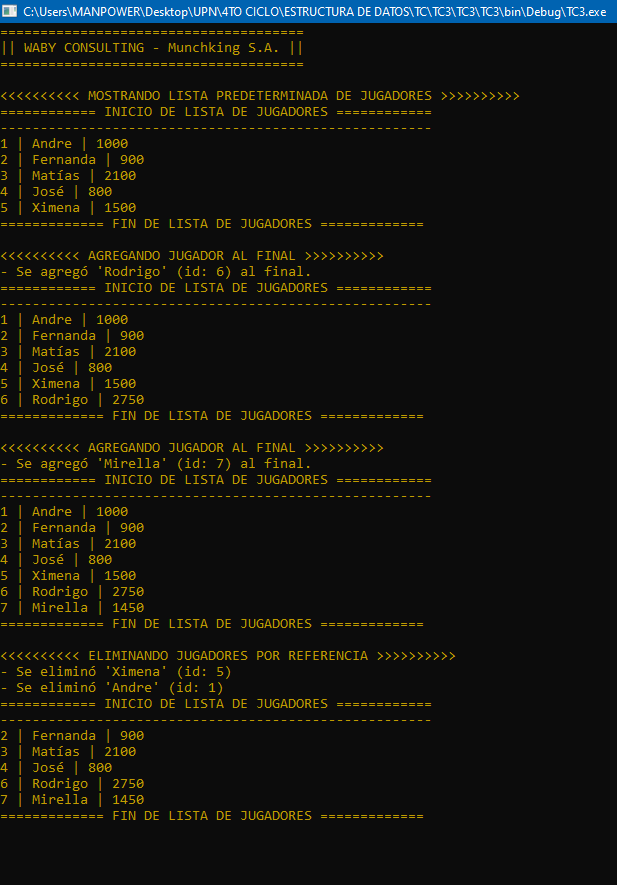 C:\Users\MANPOWER\Desktop\UPN\4TO CICLO\ESTRUCTURA DE DATOS\TC\TC3\TC3\TC3\bin\Debug\TC3.exe
======================================
|| WABY CONSULTING - Munchking S.A. ||
======================================
<<<<<<<<<< MOSTRANDO LISTA PREDETERMINADA DE JUGADORES >>>>>>>>>>
============ INICIO DE LISTA DE JUGADORES ============
------------------------------------------------------
1 | Andre | 1000
2 | Fernanda | 900
3 | Matías | 2100
4 | José | 800
5 | Ximena | 1500
============= FIN DE LISTA DE JUGADORES =============
<<<<<<<<<< AGREGANDO JUGADOR AL FINAL >>>>>>>>>>
- Se agregó 'Rodrigo' (id: 6) al final.
============ INICIO DE LISTA DE JUGADORES ============
------------------------------------------------------
1 | Andre | 1000
2 | Fernanda | 900
3 | Matías | 2100
4 | José | 800
5 | Ximena | 1500
6 | Rodrigo | 2750
============= FIN DE LISTA DE JUGADORES =============
<<<<<<<<<< AGREGANDO JUGADOR AL FINAL >>>>>>>>>>
- Se agregó 'Mirella' (id: 7) al final.
============ INICIO DE LISTA DE JUGADORES ============
------------------------------------------------------
1 | Andre | 1000
2 | Fernanda | 900
3 | Matías | 2100
4 | José | 800
5 | Ximena | 1500
6 | Rodrigo | 2750
7 | Mirella | 1450
============= FIN DE LISTA DE JUGADORES =============
<<<<<<<<<< ELIMINANDO JUGADORES POR REFERENCIA >>>>>>>>>>
- Se eliminó 'Ximena' (id: 5)
- Se eliminó 'Andre' (id: 1)
============ INICIO DE LISTA DE JUGADORES ============
------------------------------------------------------
2 | Fernanda | 900
3 | Matías | 2100
4 | José | 800
6 | Rodrigo | 2750
7 | Mirella | 1450
============= FIN DE LISTA DE JUGADORES =============